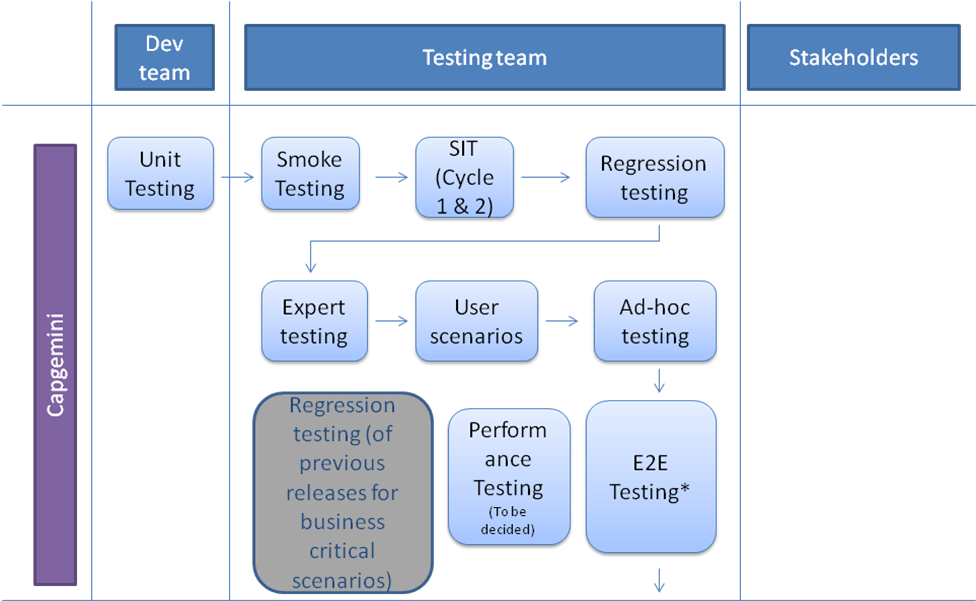 Dev
team
Testing team
Stakeholders
Capgemini
Unit
Testing
Smoke
Testing
SIT
(Cycle
1 & 2)
Regression
testing
Expert
testing
User
scenarios
Ad-hoc
testing
Regression
testing (of
previous
releases for
business
critical
scenarios)
Perform
ance
Testing
(To be
decided)
E2E
Testing*